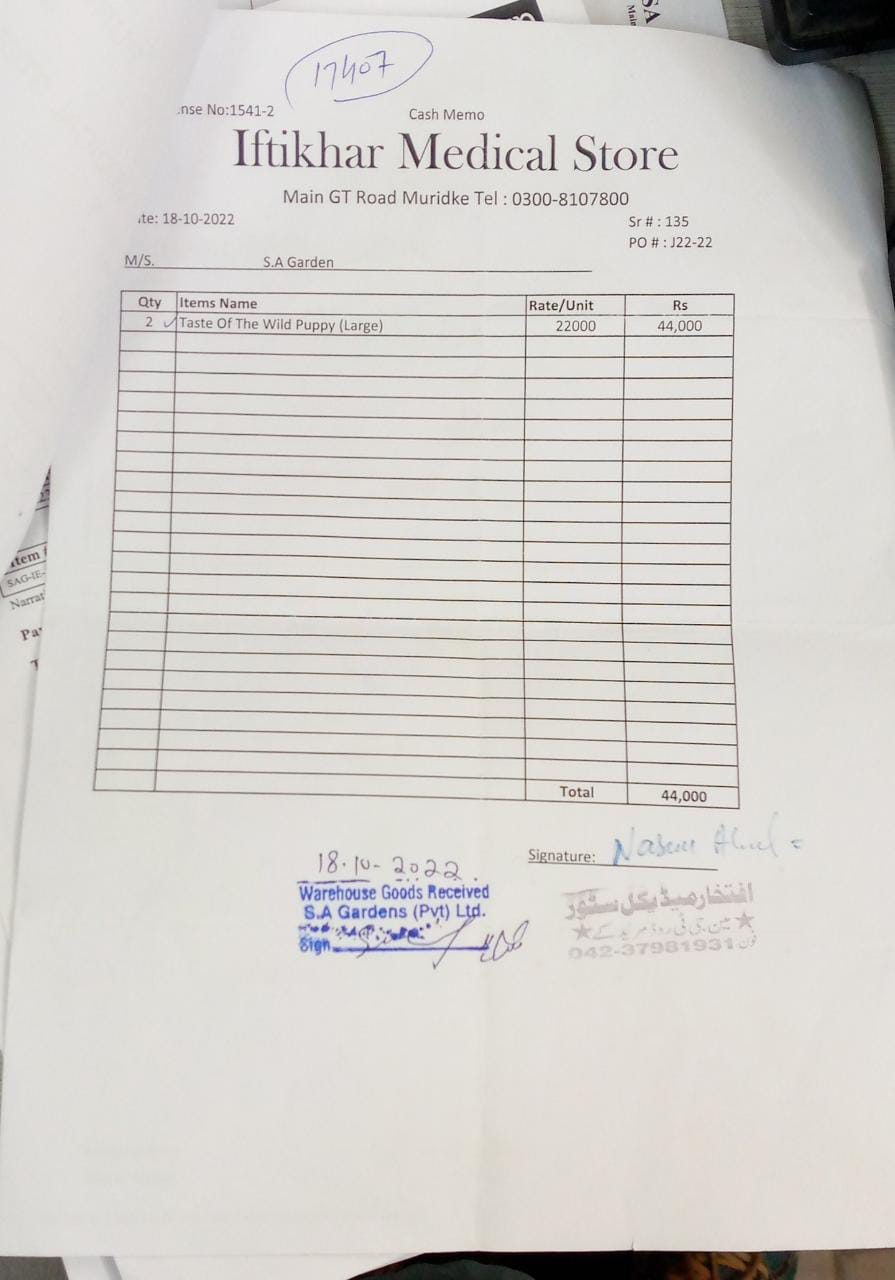 17407
nse No:1541-2
Cash Memo
Iftikhar Medical Store
Main GT Road Muridke Tel : 0300-8107800
te: 18-10-2022
Sr # : 135
PO # : J22-22
M/S. S.A Garden
Qty Items Name Rate/Unit Rs
2 ✓ Taste Of The Wild Puppy (Large) 22000 44,000
Total 44,000
Signature:
18-10-2022
Warehouse Goods Received
S.A Gardens (Pvt) Ltd.
Sign
افتخار میڈیکل سٹور
مین جی ٹی روڈ مریدکے
فون 042-37981931
SA
Main
Item
SAG-IE-
Narrat
Pa